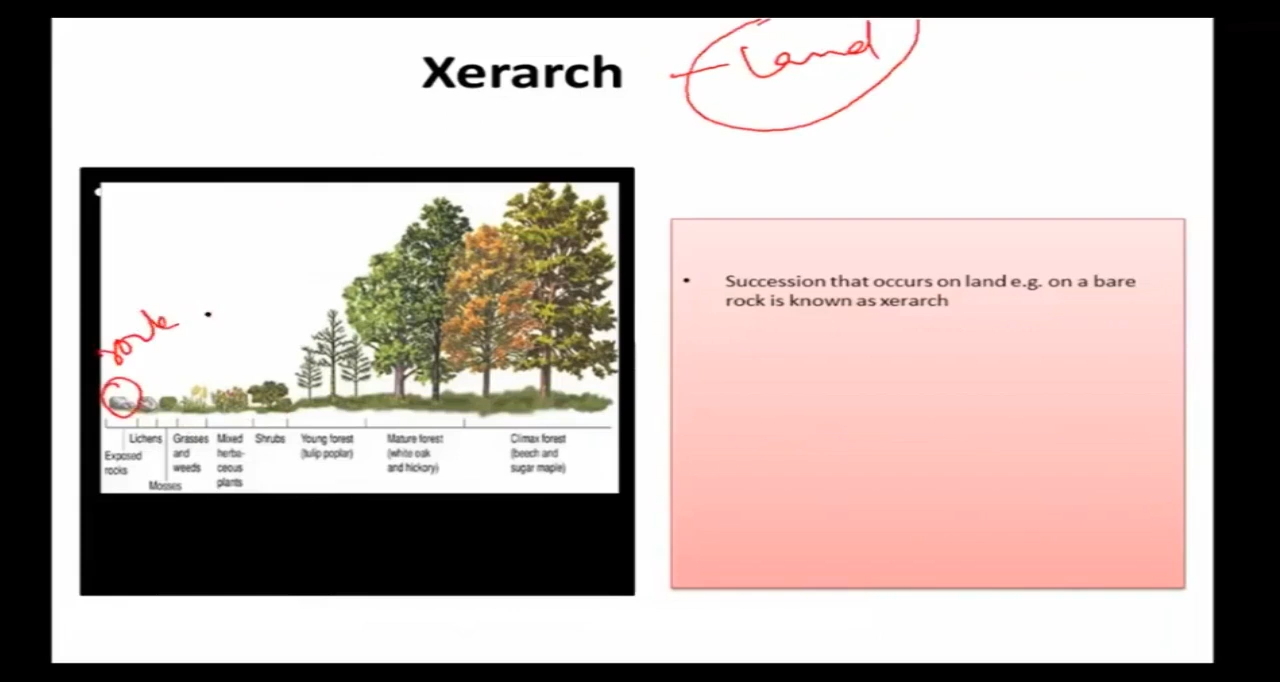 Xerarch
- Land
rock
Lichens
Grasses
and
weeds
Mixed
herba-
ceous
plants
Shrubs
Young forest
(tulip poplar)
Mature forest
(white oak
and hickory)
Climax forest
(beech and
sugar maple)
Exposed
rocks
Mosses
• Succession that occurs on land e.g. on a bare
rock is known as xerarch